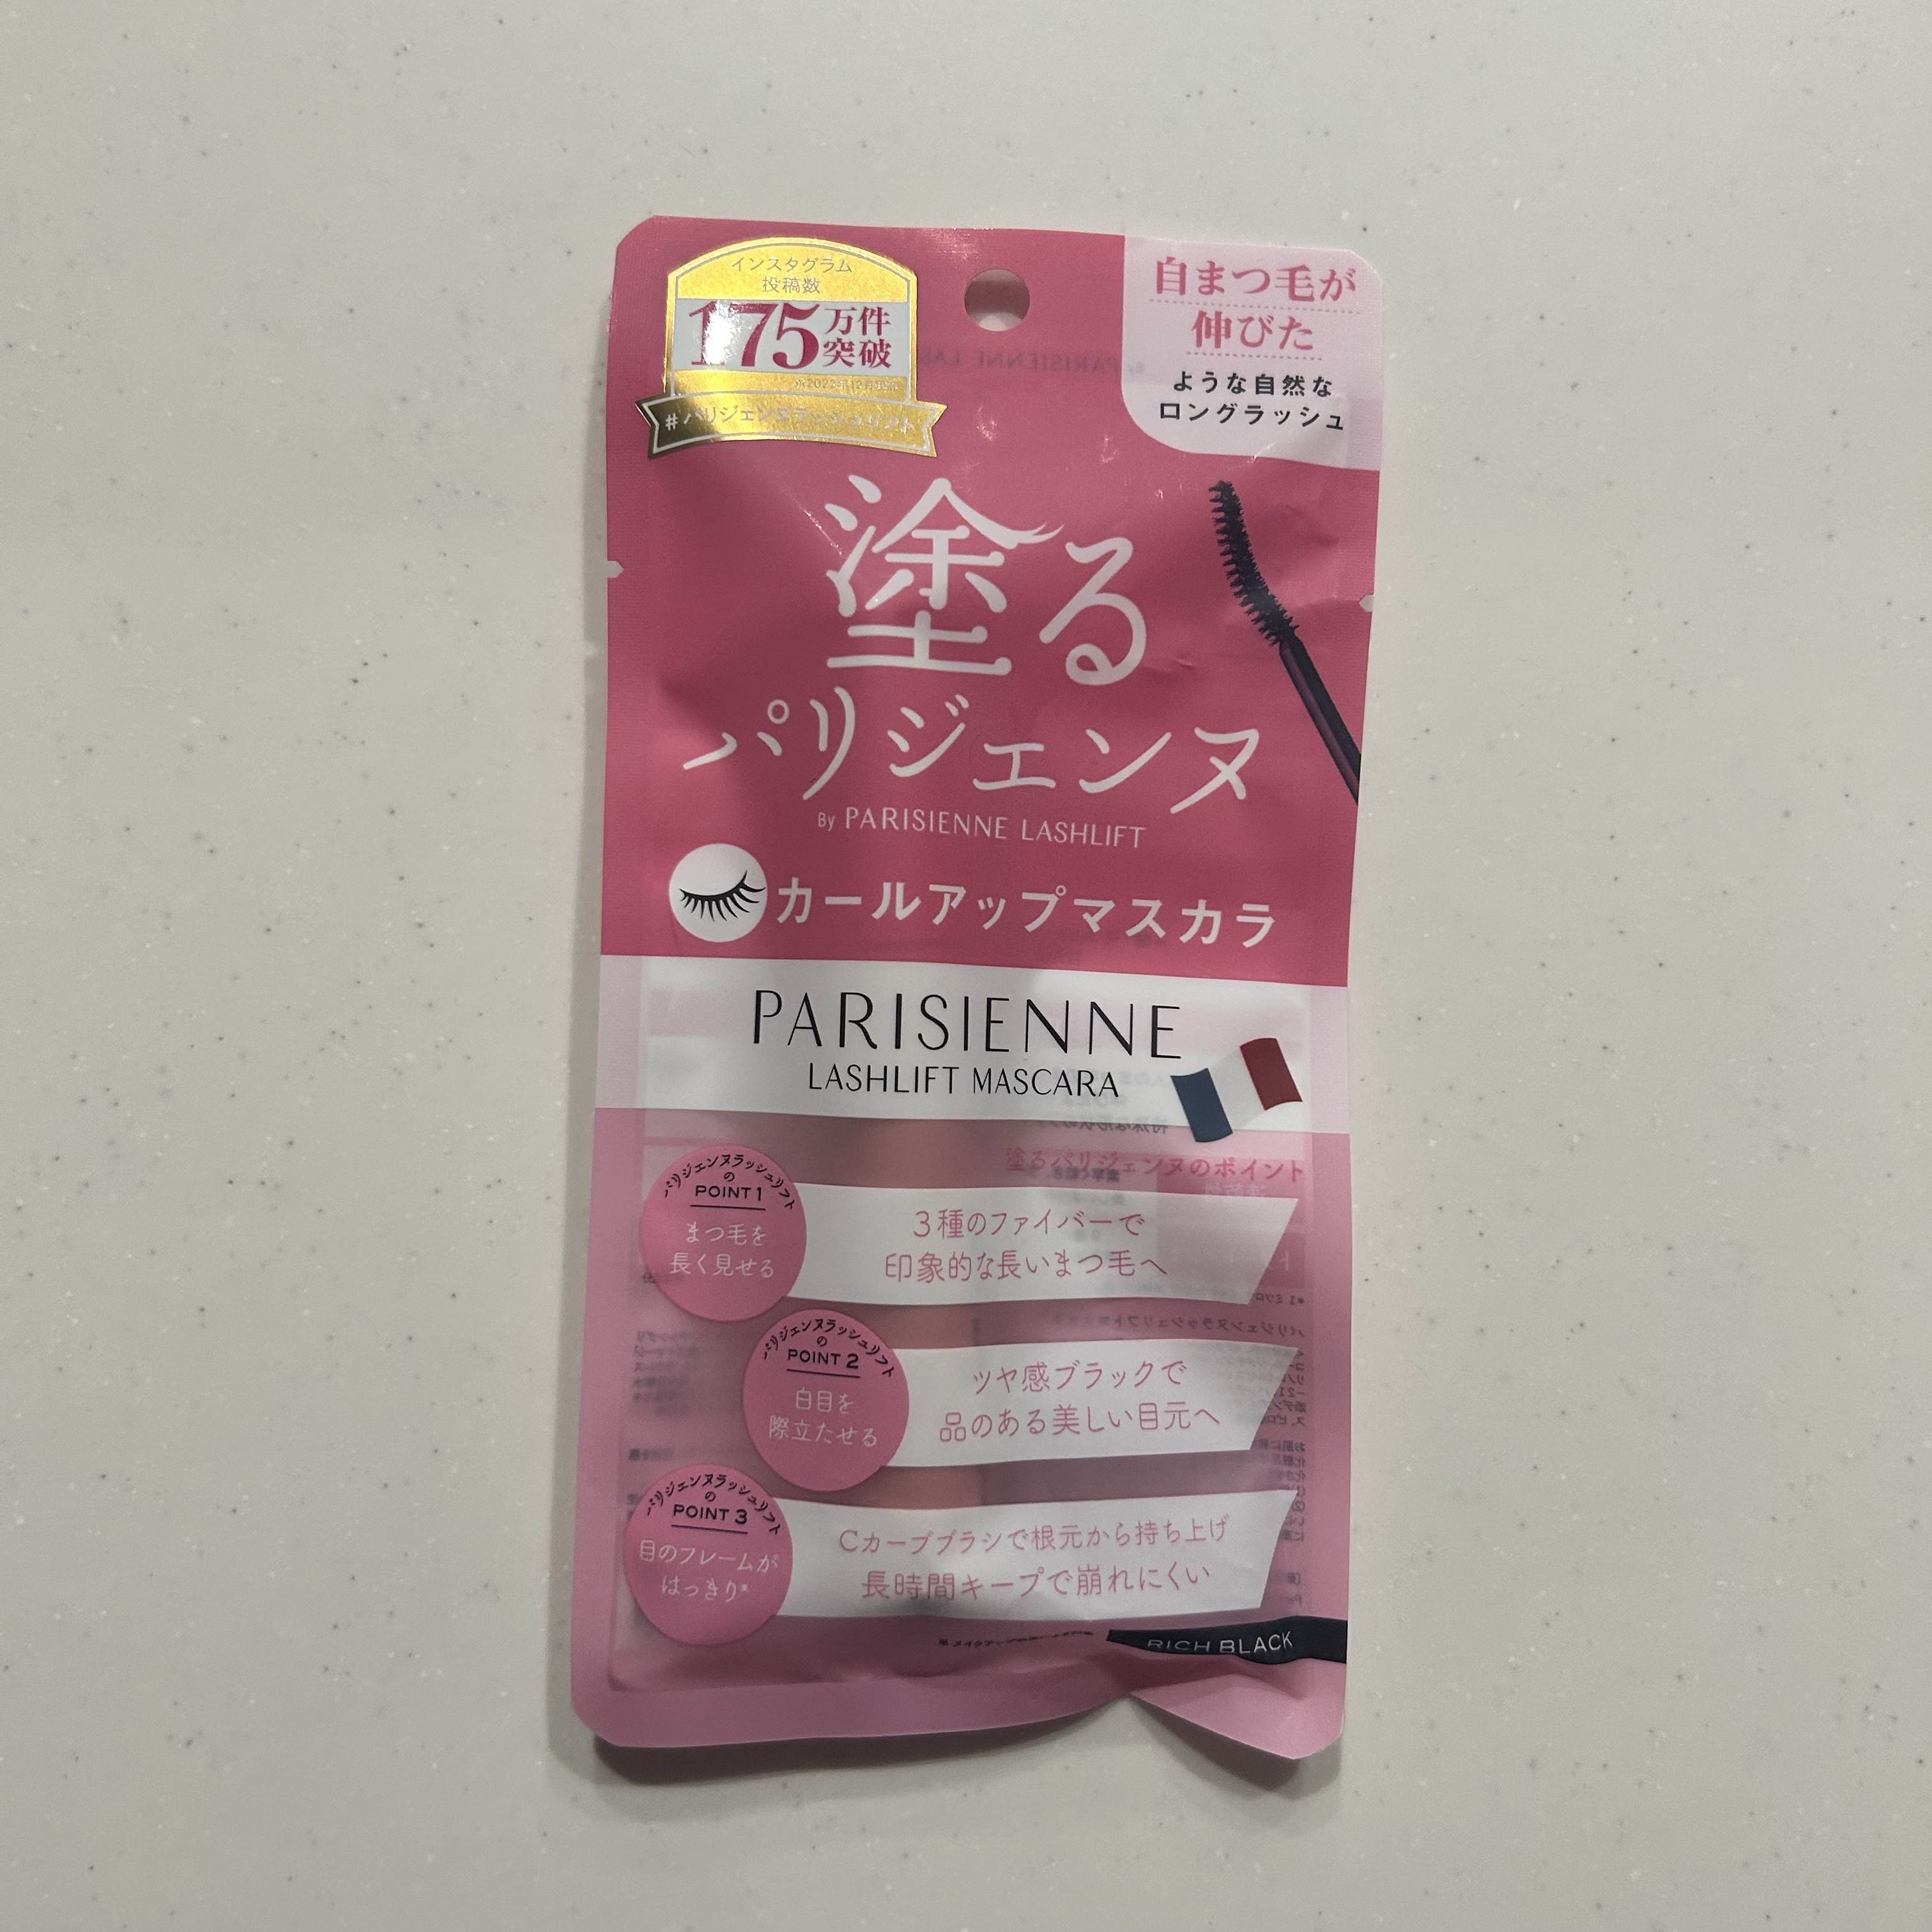 インスタグラム
投稿数
175万件
突破
※2022年12月現在
#パリジェンヌラッシュリフト
自まつ毛が
伸びた
ような自然な
ロングラッシュ
塗る
パリジェンヌ
By PARISIENNE LASHLIFT
カールアップマスカラ
PARISIENNE
LASHLIFT MASCARA
塗るパリジェンヌのポイント
パリジェンヌラッシュリフト
の
POINT 1
まつ毛を
長く見せる
3種のファイバーで
印象的な長いまつ毛へ
パリジェンヌラッシュリフト
の
POINT 2
白目を
際立たせる
ツヤ感ブラックで
品のある美しい目元へ
パリジェンヌラッシュリフト
の
POINT 3
目のフレームが
はっきり※
Cカーブブラシで根元から持ち上げ
長時間キープで崩れにくい
RICH BLACK